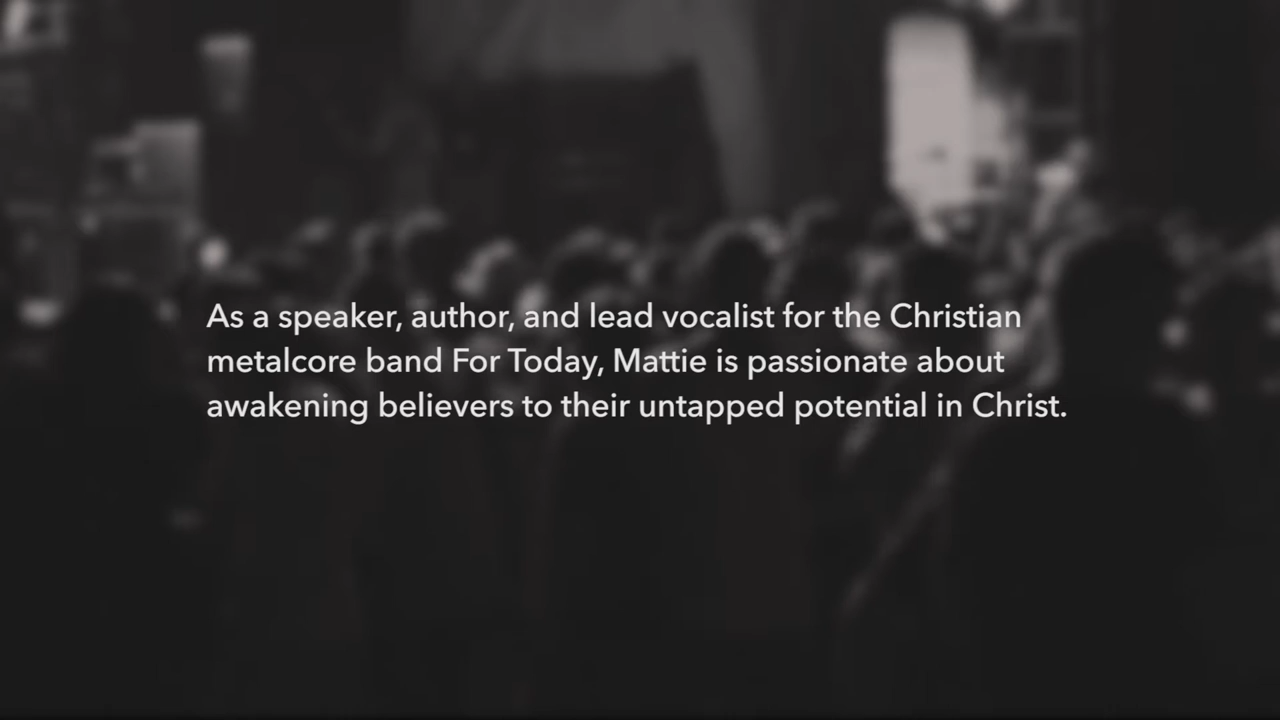 As a speaker, author, and lead vocalist for the Christian
metalcore band For Today, Mattie is passionate about
awakening believers to their untapped potential in Christ.